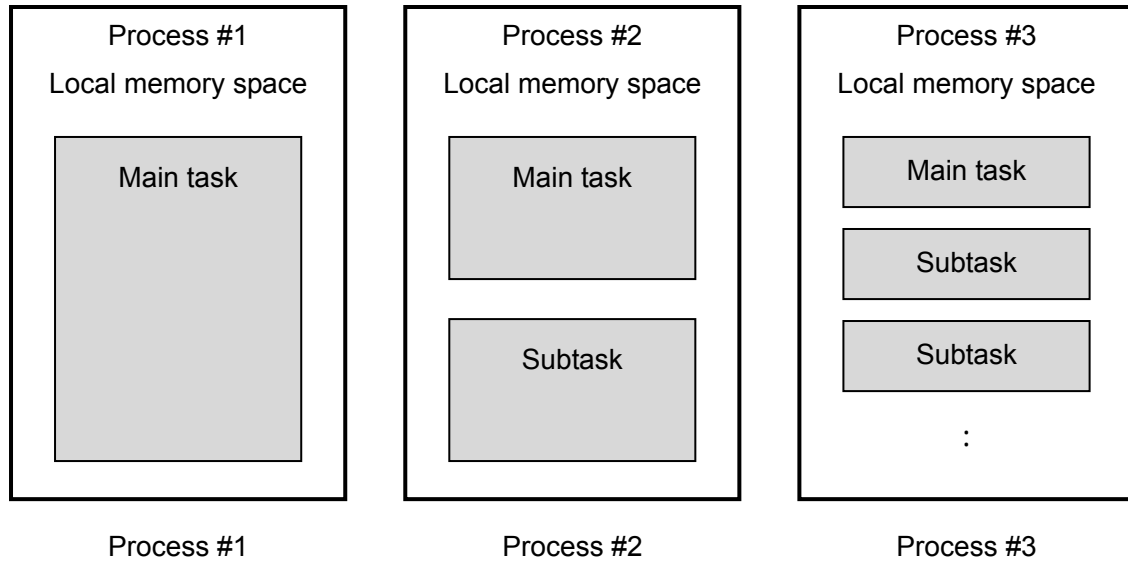 Process #1
Local memory space
Main task
Process #2
Local memory space
Main task
Subtask
Process #3
Local memory space
Main task
Subtask
Subtask
:
Process #1
Process #2
Process #3